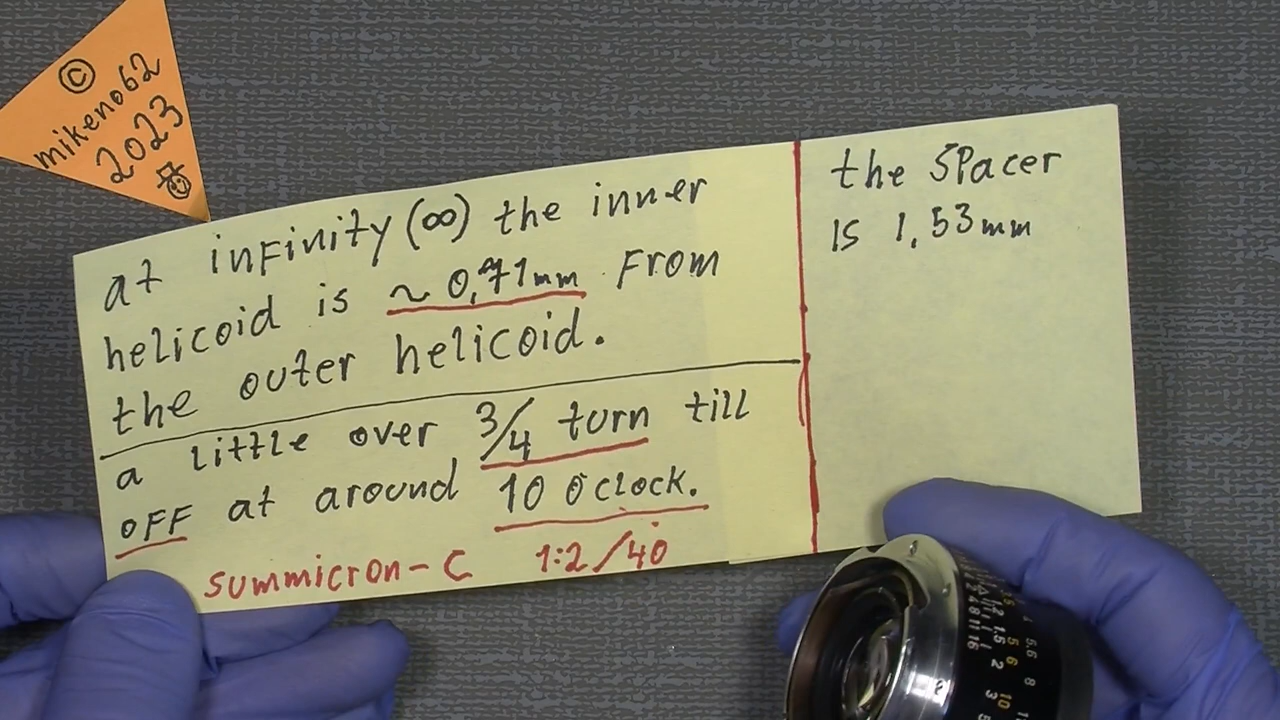 ©
mikeno62
2023
at infinity (∞) the inner
helicoid is ~ 0,71mm From
the outer helicoid.
a little over 3/4 turn till
OFF at around 10 o'clock.
summicron-C 1:2/40
the SPacer
IS 1,53mm